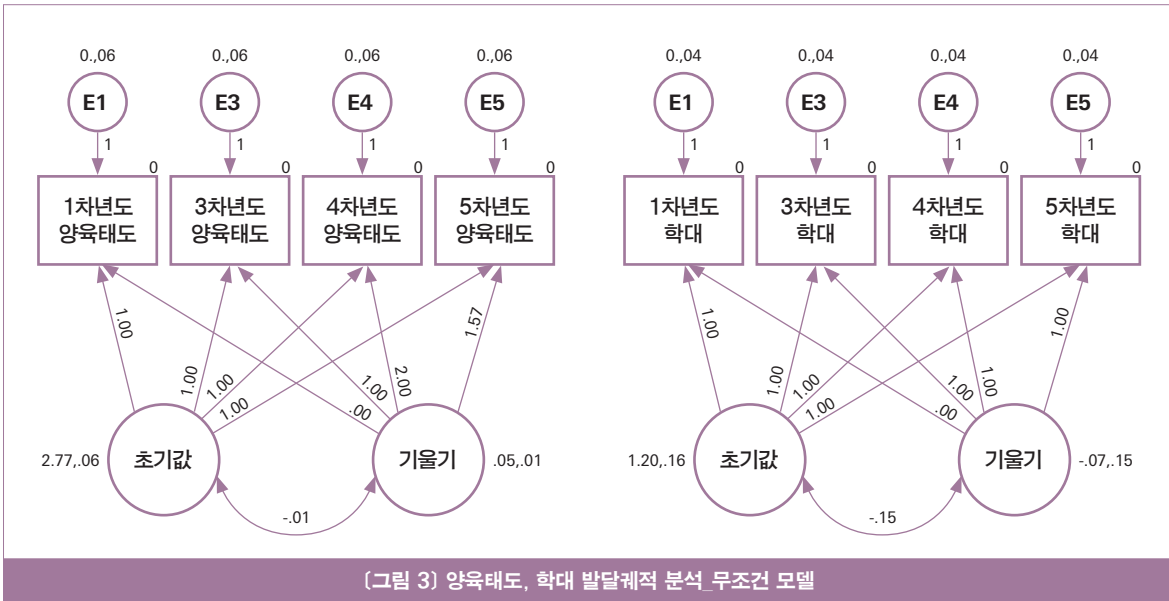 0.,06 0.,06 0.,06 0.,06
E1 E3 E4 E5
1 1 1 1
0 0 0 0
1차년도 양육태도
3차년도 양육태도
4차년도 양육태도
5차년도 양육태도
1.00 1.00 1.00 1.00 .00 1.00 2.00 1.57
2.77,.06 초기값 기울기 .05,.01
-.01
0.,04 0.,04 0.,04 0.,04
E1 E3 E4 E5
1 1 1 1
0 0 0 0
1차년도 학대
3차년도 학대
4차년도 학대
5차년도 학대
1.00 1.00 1.00 1.00 .00 1.00 1.00 1.00
1.20,.16 초기값 기울기 -.07,.15
-.15
[그림 3] 양육태도, 학대 발달궤적 분석_무조건 모델